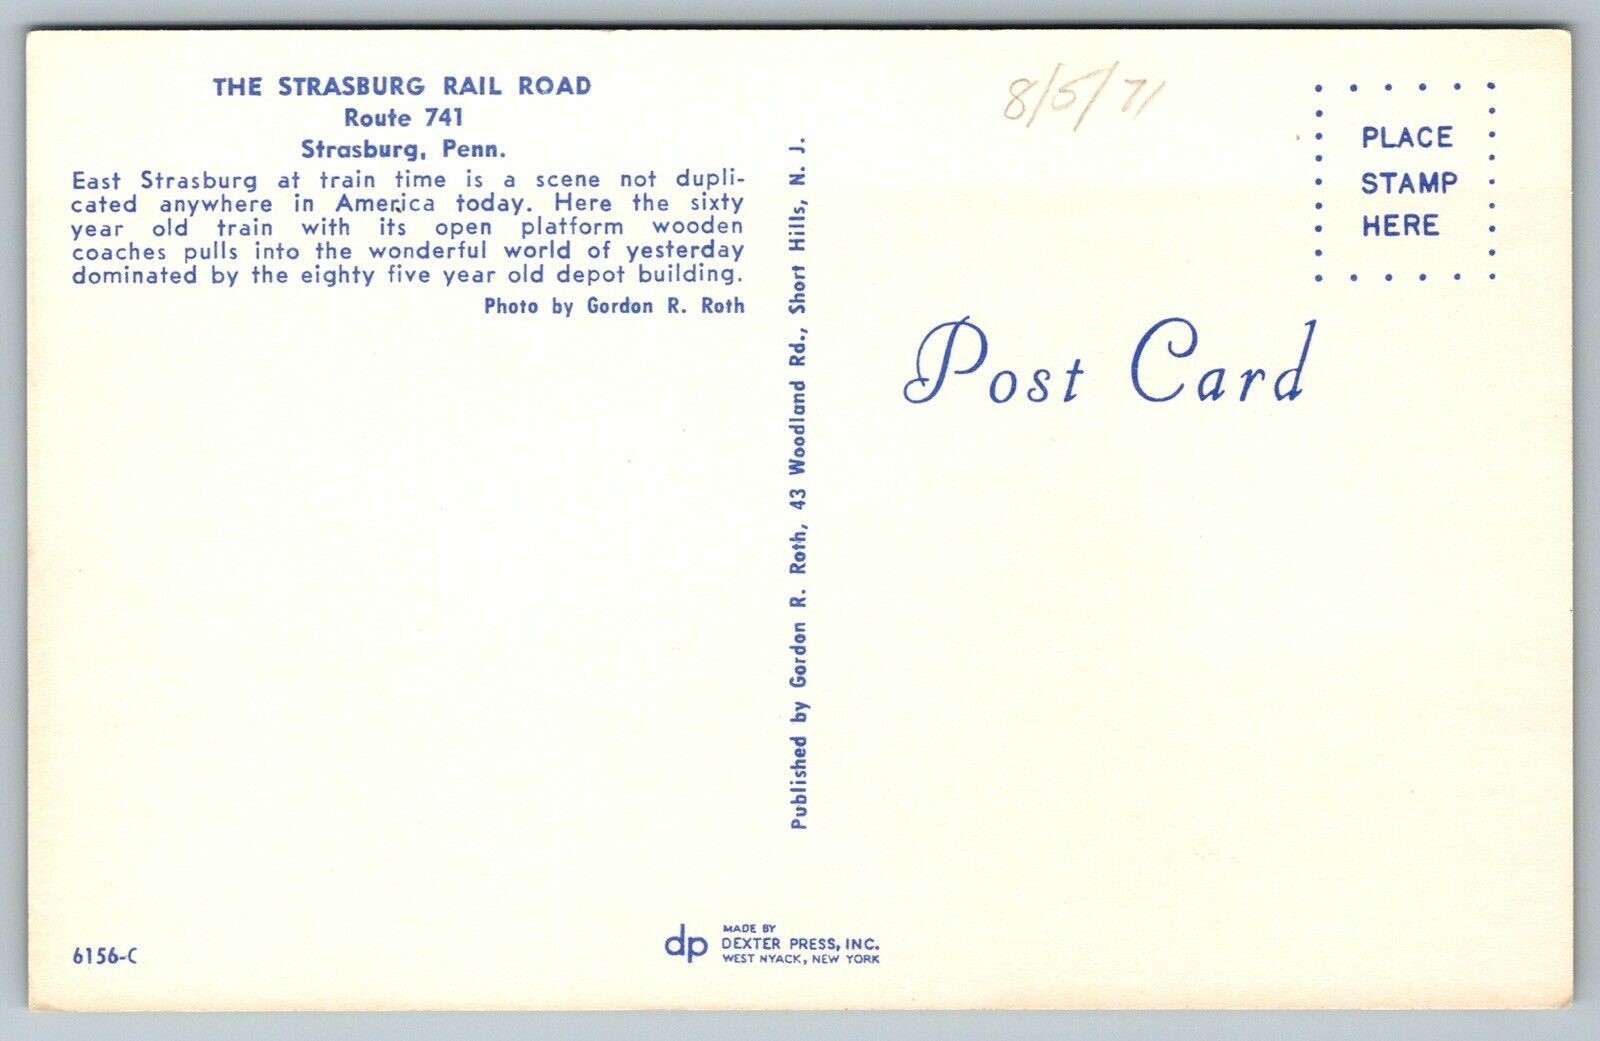 THE STRASBURG RAIL ROAD
Route 741
Strasburg, Penn.
East Strasburg at train time is a scene not dupli-
cated anywhere in America today. Here the sixty
year old train with its open platform wooden
coaches pulls into the wonderful world of yesterday
dominated by the eighty five year old depot building.
Photo by Gordon R. Roth
6156-C
Published by Gordon R. Roth, 43 Woodland Rd., Short Hills, N. J.
dp
MADE BY
DEXTER PRESS, INC.
WEST NYACK, NEW YORK
8/5/71
PLACE
STAMP
HERE
Post Card